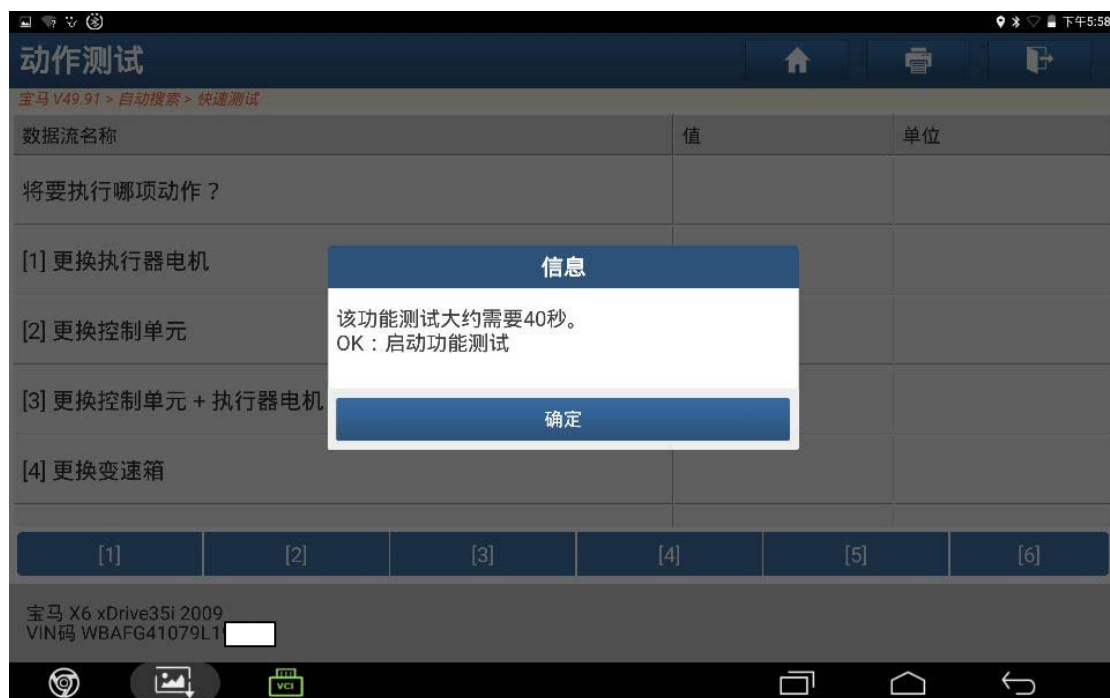 下午5:58
动作测试
宝马 V49.91 > 自动搜索 > 快速测试
数据流名称 值 单位
将要执行哪项动作？
[1] 更换执行器电机
信息
该功能测试大约需要40秒。
[2] 更换控制单元
OK：启动功能测试
[3] 更换控制单元 + 执行器电机
确定
[4] 更换变速箱
[1] [2] [3] [4] [5] [6]
宝马 X6 xDrive35i 2009
VIN码 WBAFG41079L1
VCI